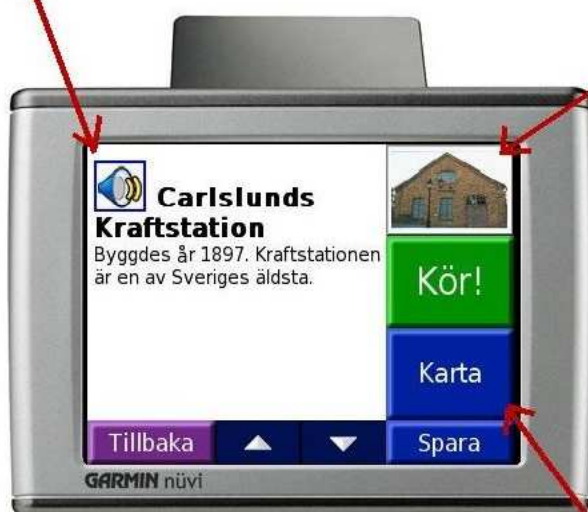 Carlslunds
Kraftstation
Byggdes år 1897. Kraftstationen
är en av Sveriges äldsta.
Kör!
Karta
Tillbaka
Spara
GARMIN nüvi